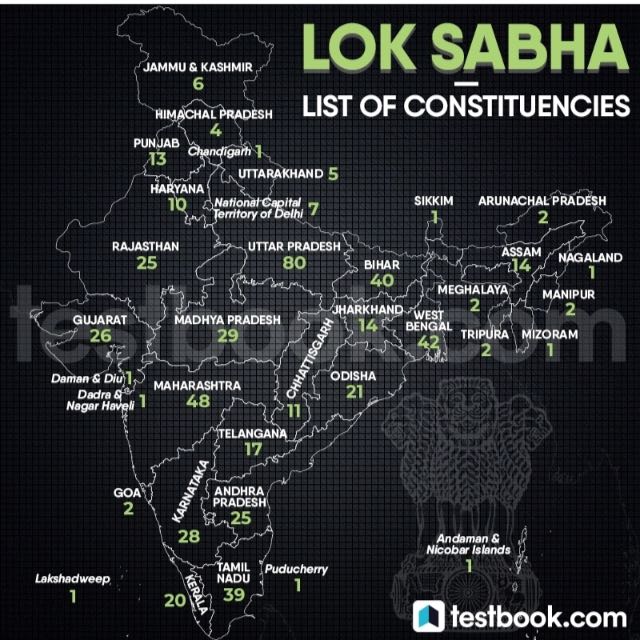 LOK SABHA
LIST OF CONSTITUENCIES
JAMMU & KASHMIR
6
HIMACHAL PRADESH
4
PUNJAB
13
Chandigarh 1
UTTARAKHAND 5
HARYANA
10
National Capital
Territory of Delhi 7
SIKKIM
1
ARUNACHAL PRADESH
2
RAJASTHAN
25
UTTAR PRADESH
80
BIHAR
40
ASSAM
14
NAGALAND
1
MEGHALAYA
2
MANIPUR
2
GUJARAT
26
MADHYA PRADESH
29
JHARKHAND
14
WEST
BENGAL
42
TRIPURA
2
MIZORAM
1
CHHATTISGARH
11
Daman & Diu 1
Dadra &
Nagar Haveli 1
MAHARASHTRA
48
ODISHA
21
TELANGANA
17
GOA
2
KARNATAKA
28
ANDHRA
PRADESH
25
Andaman &
Nicobar Islands
1
Lakshadweep
1
KERALA
20
TAMIL
NADU
39
Puducherry
1
testbook.com
testbook.com